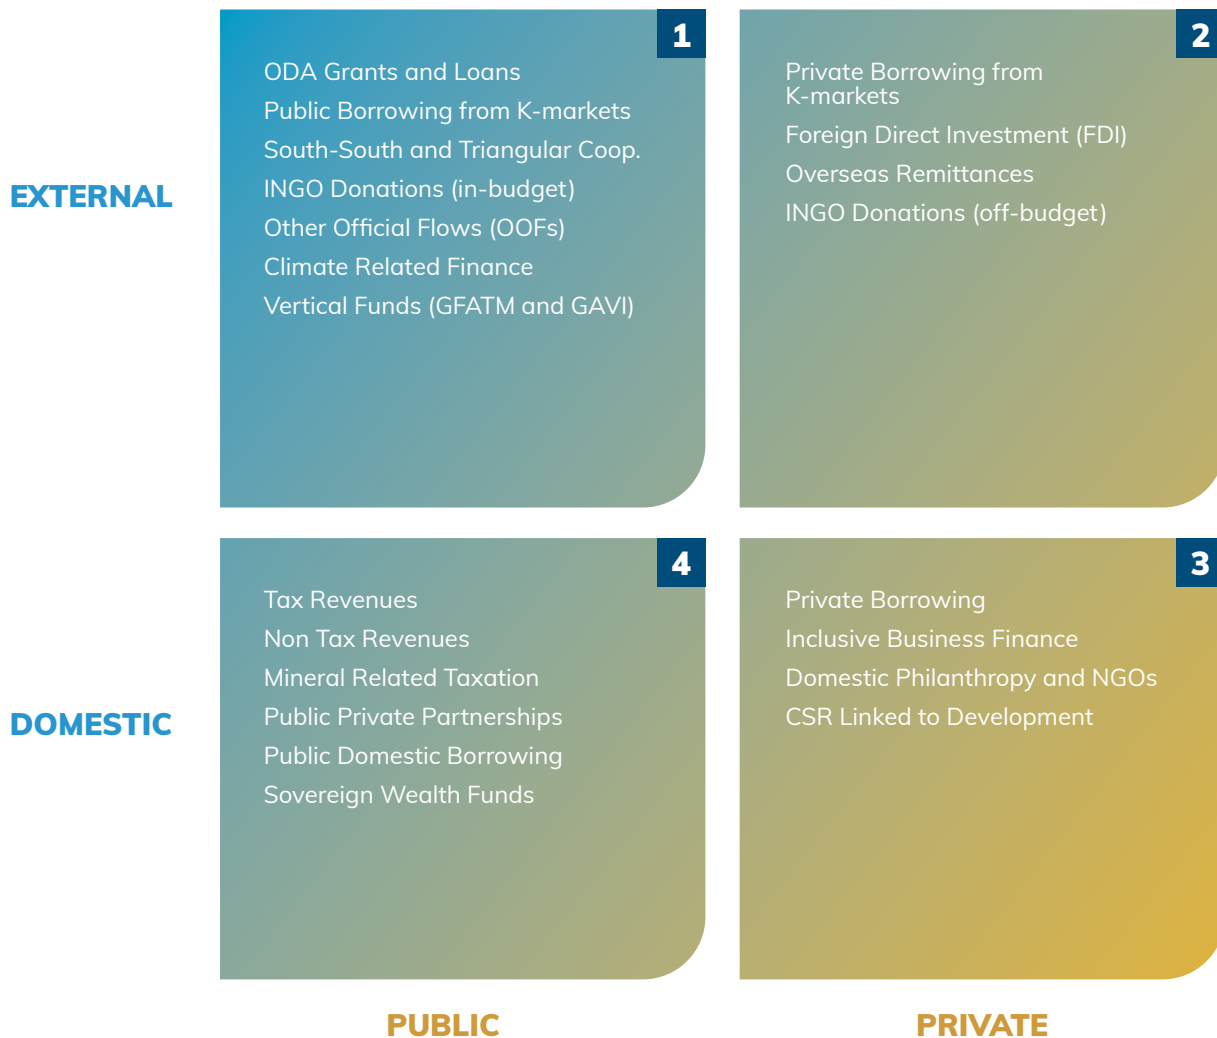 EXTERNAL
1
ODA Grants and Loans
Public Borrowing from K-markets
South-South and Triangular Coop.
INGO Donations (in-budget)
Other Official Flows (OOFs)
Climate Related Finance
Vertical Funds (GFATM and GAVI)
2
Private Borrowing from
K-markets
Foreign Direct Investment (FDI)
Overseas Remittances
INGO Donations (off-budget)
DOMESTIC
4
Tax Revenues
Non Tax Revenues
Mineral Related Taxation
Public Private Partnerships
Public Domestic Borrowing
Sovereign Wealth Funds
3
Private Borrowing
Inclusive Business Finance
Domestic Philanthropy and NGOs
CSR Linked to Development
PUBLIC
PRIVATE